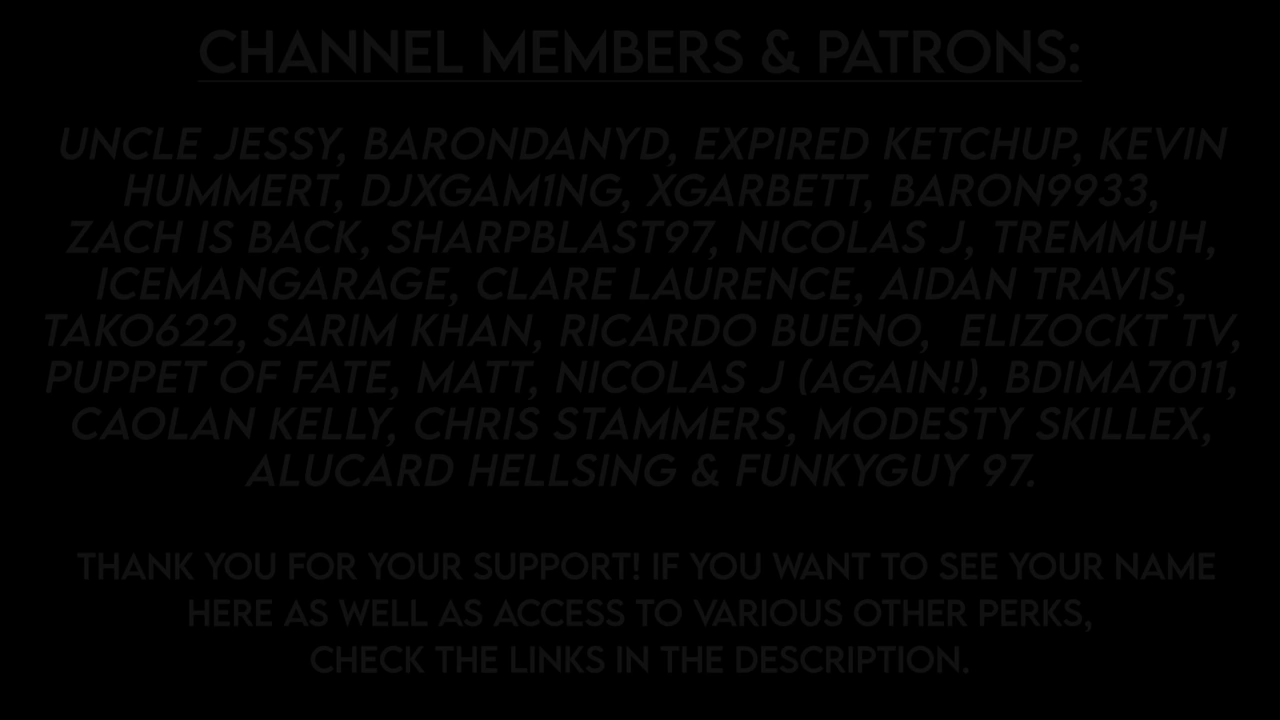 CHANNEL MEMBERS & PATRONS:
UNCLE JESSY, BARONDANYD, EXPIRED KETCHUP, KEVIN
HUMMERT, DJXGAM1NG, XGARBETT, BARON9933,
ZACH IS BACK, SHARPBLAST97, NICOLAS J, TREMMUH,
ICEMANGARAGE, CLARE LAURENCE, AIDAN TRAVIS,
TAKO622, SARIM KHAN, RICARDO BUENO, ELIZOCKT TV,
PUPPET OF FATE, MATT, NICOLAS J (AGAIN!), BDIMA7011,
CAOLAN KELLY, CHRIS STAMMERS, MODESTY SKILLEX,
ALUCARD HELLSING & FUNKYGUY 97.
THANK YOU FOR YOUR SUPPORT! IF YOU WANT TO SEE YOUR NAME
HERE AS WELL AS ACCESS TO VARIOUS OTHER PERKS,
CHECK THE LINKS IN THE DESCRIPTION.